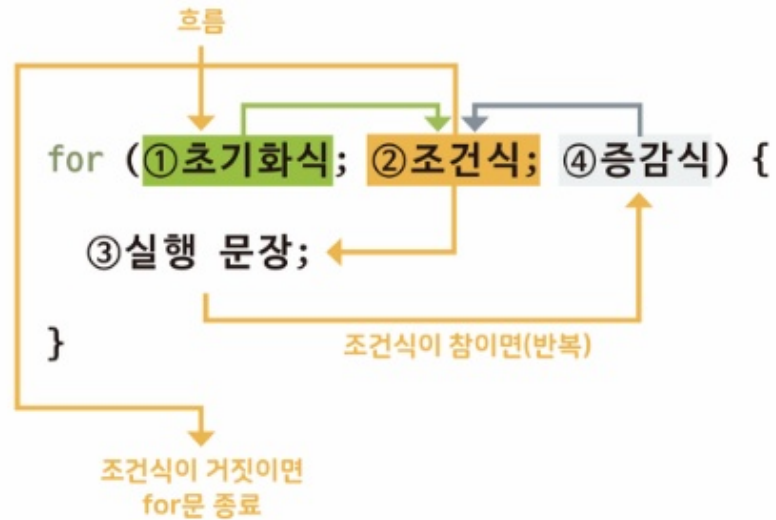 흐름
for (①초기화식; ②조건식; ④증감식) {
③실행 문장;
}
조건식이 참이면(반복)
조건식이 거짓이면
for문 종료